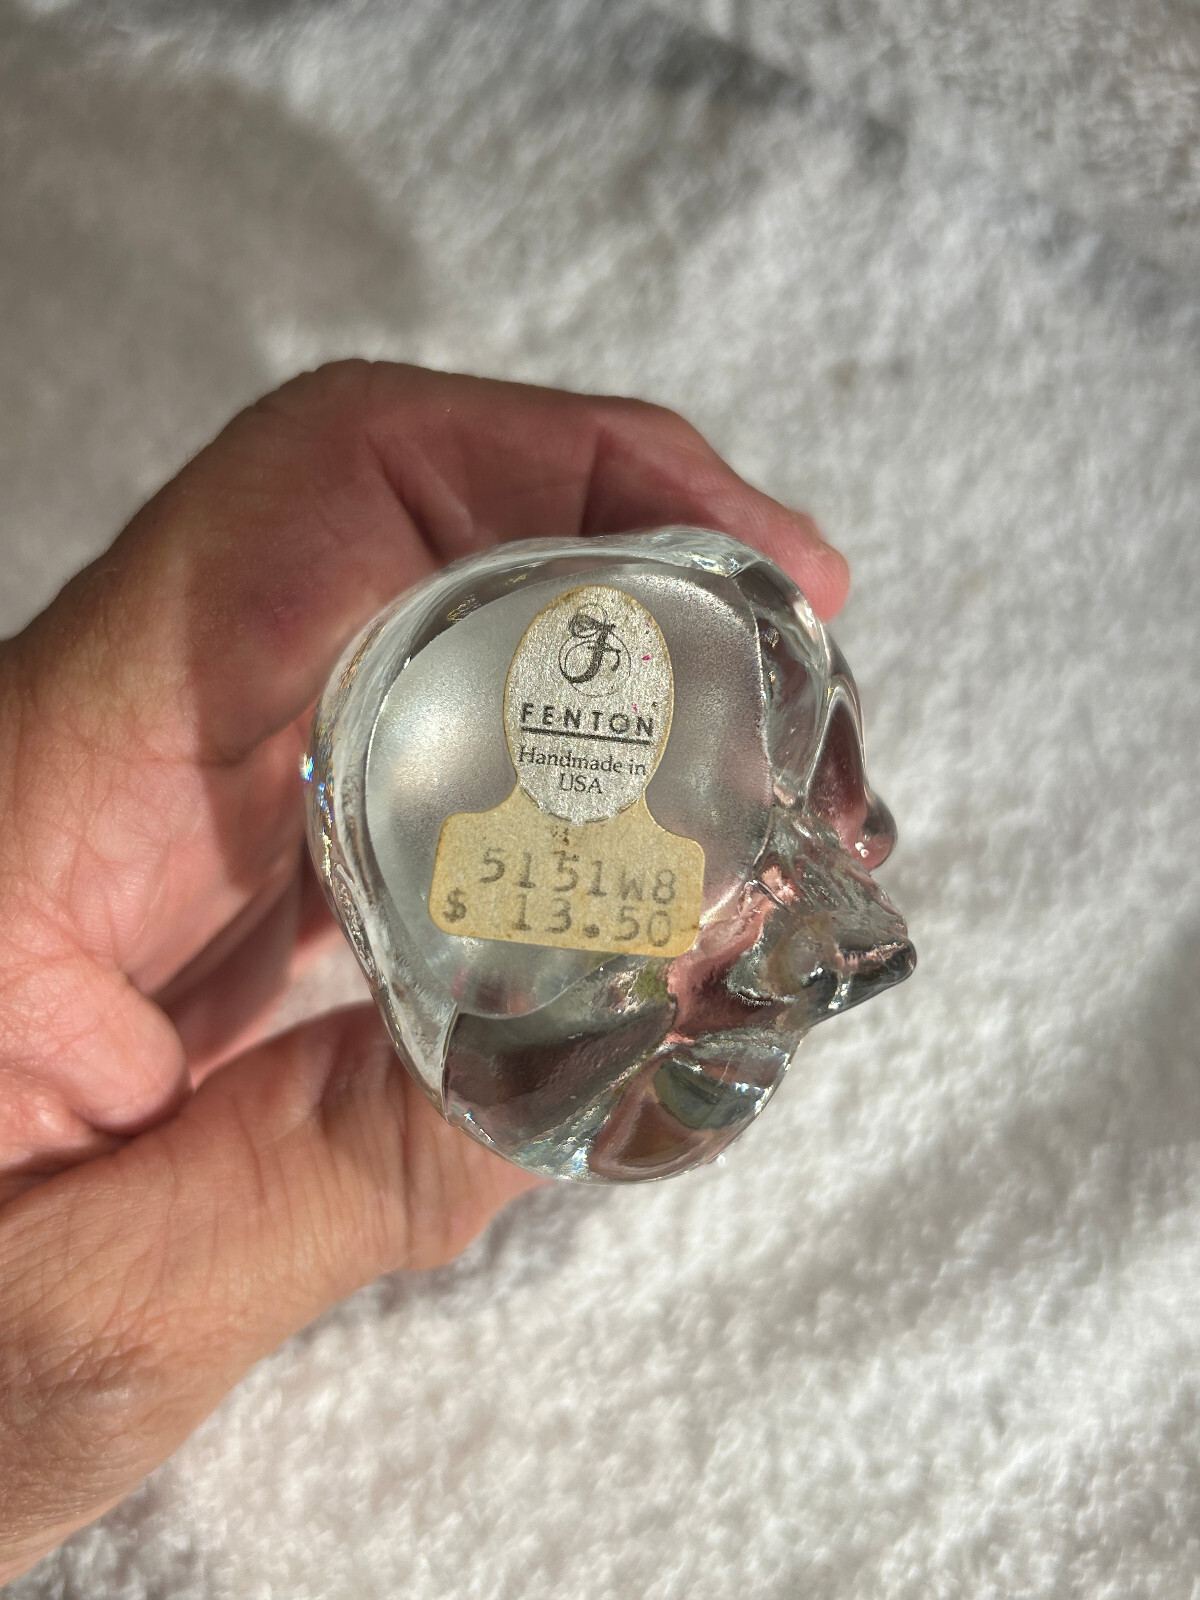 F
FENTON
Handmade in
USA
5151W8
$ 13.50